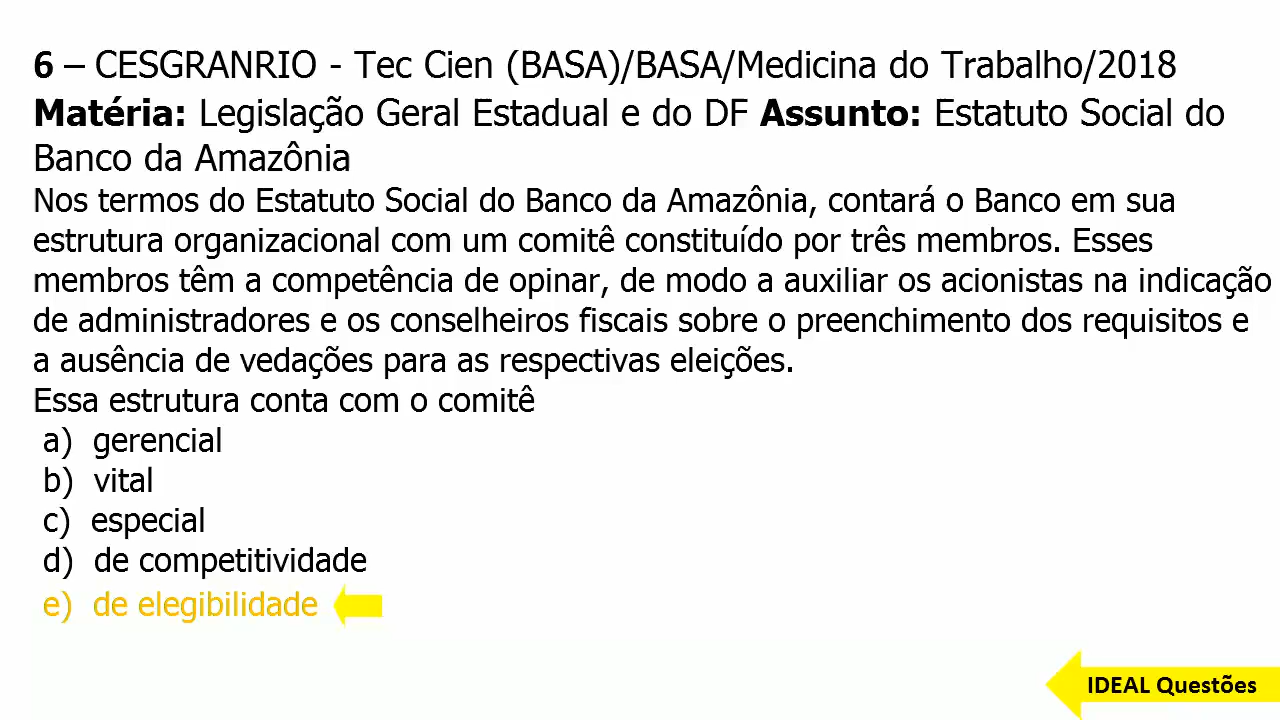 6 – CESGRANRIO - Tec Cien (BASA)/BASA/Medicina do Trabalho/2018
Matéria: Legislação Geral Estadual e do DF Assunto: Estatuto Social do
Banco da Amazônia
Nos termos do Estatuto Social do Banco da Amazônia, contará o Banco em sua
estrutura organizacional com um comitê constituído por três membros. Esses
membros têm a competência de opinar, de modo a auxiliar os acionistas na indicação
de administradores e os conselheiros fiscais sobre o preenchimento dos requisitos e
a ausência de vedações para as respectivas eleições.
Essa estrutura conta com o comitê
a) gerencial
b) vital
c) especial
d) de competitividade
e) de elegibilidade
IDEAL Questões